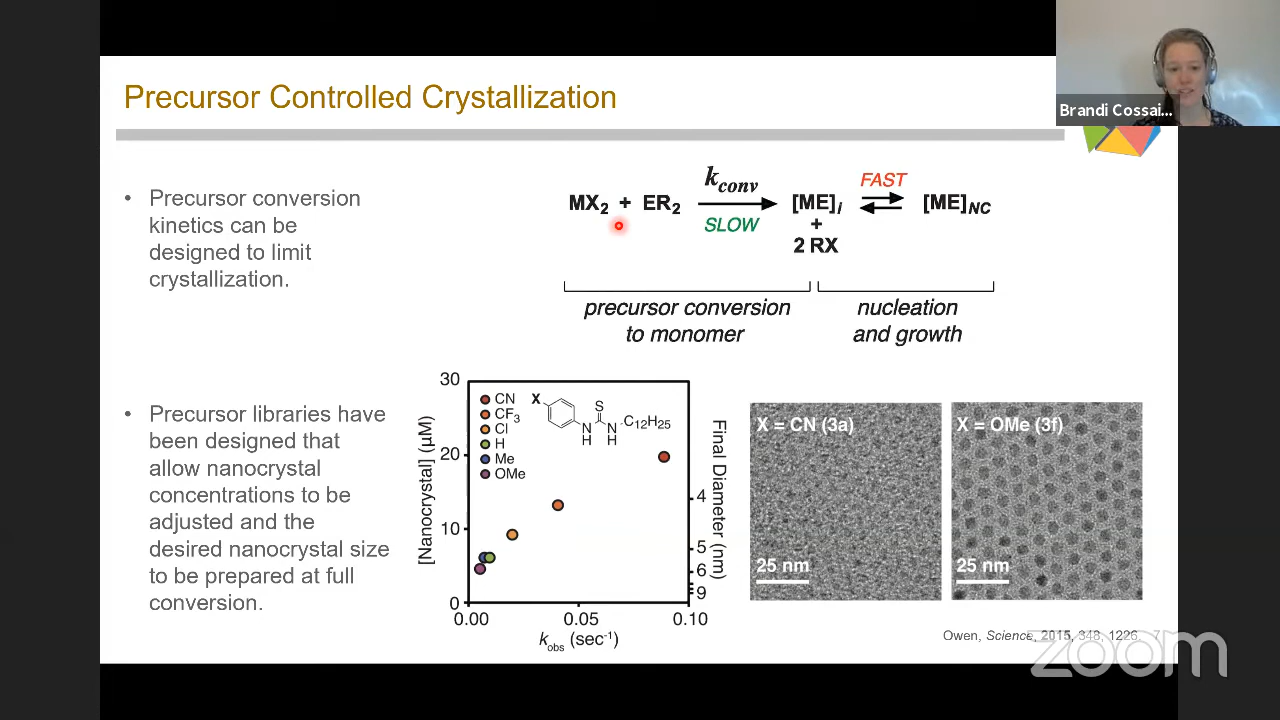 Precursor Controlled Crystallization
Brandi Cossai...
• Precursor conversion
kinetics can be
designed to limit
crystallization.
MX2 + ER2
kconv
SLOW
[ME]i
+
2 RX
FAST
[ME]NC
precursor conversion
to monomer
nucleation
and growth
• Precursor libraries have
been designed that
allow nanocrystal
concentrations to be
adjusted and the
desired nanocrystal size
to be prepared at full
conversion.
[Nanocrystal] (µM)
30
20
10
0
CN
CF3
Cl
H
Me
OMe
X
S
N
H
N
H
C12H25
0.00
0.05
0.10
kobs (sec-1)
4
5
6
9
Final Diameter (nm)
X = CN (3a)
25 nm
X = OMe (3f)
25 nm
Owen, Science, 2015, 348, 1226.
7
zoom